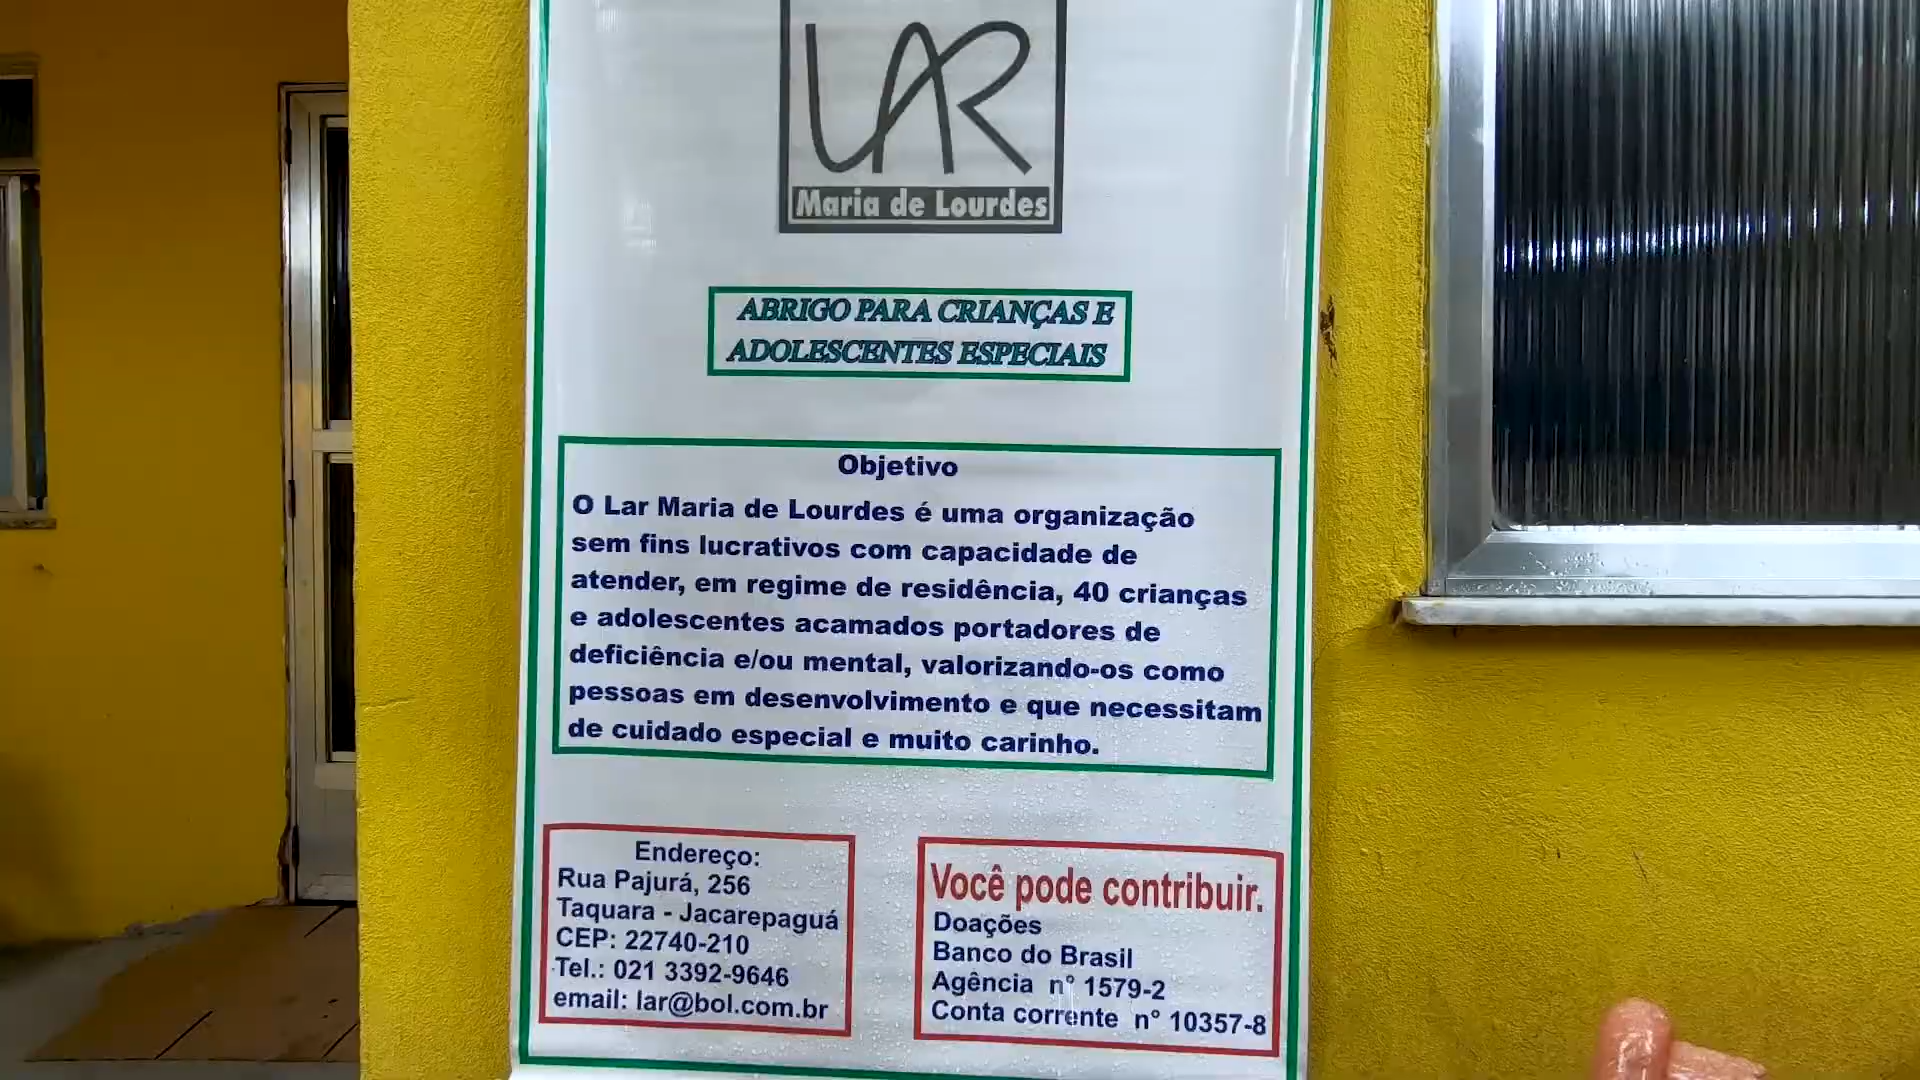 LAR
Maria de Lourdes
ABRIGO PARA CRIANÇAS E
ADOLESCENTES ESPECIAIS
Objetivo
O Lar Maria de Lourdes é uma organização
sem fins lucrativos com capacidade de
atender, em regime de residência, 40 crianças
e adolescentes acamados portadores de
deficiência e/ou mental, valorizando-os como
pessoas em desenvolvimento e que necessitam
de cuidado especial e muito carinho.
Endereço:
Rua Pajurá, 256
Taquara - Jacarepaguá
CEP: 22740-210
Tel.: 021 3392-9646
email: lar@bol.com.br
Você pode contribuir.
Doações
Banco do Brasil
Agência n° 1579-2
Conta corrente n° 10357-8